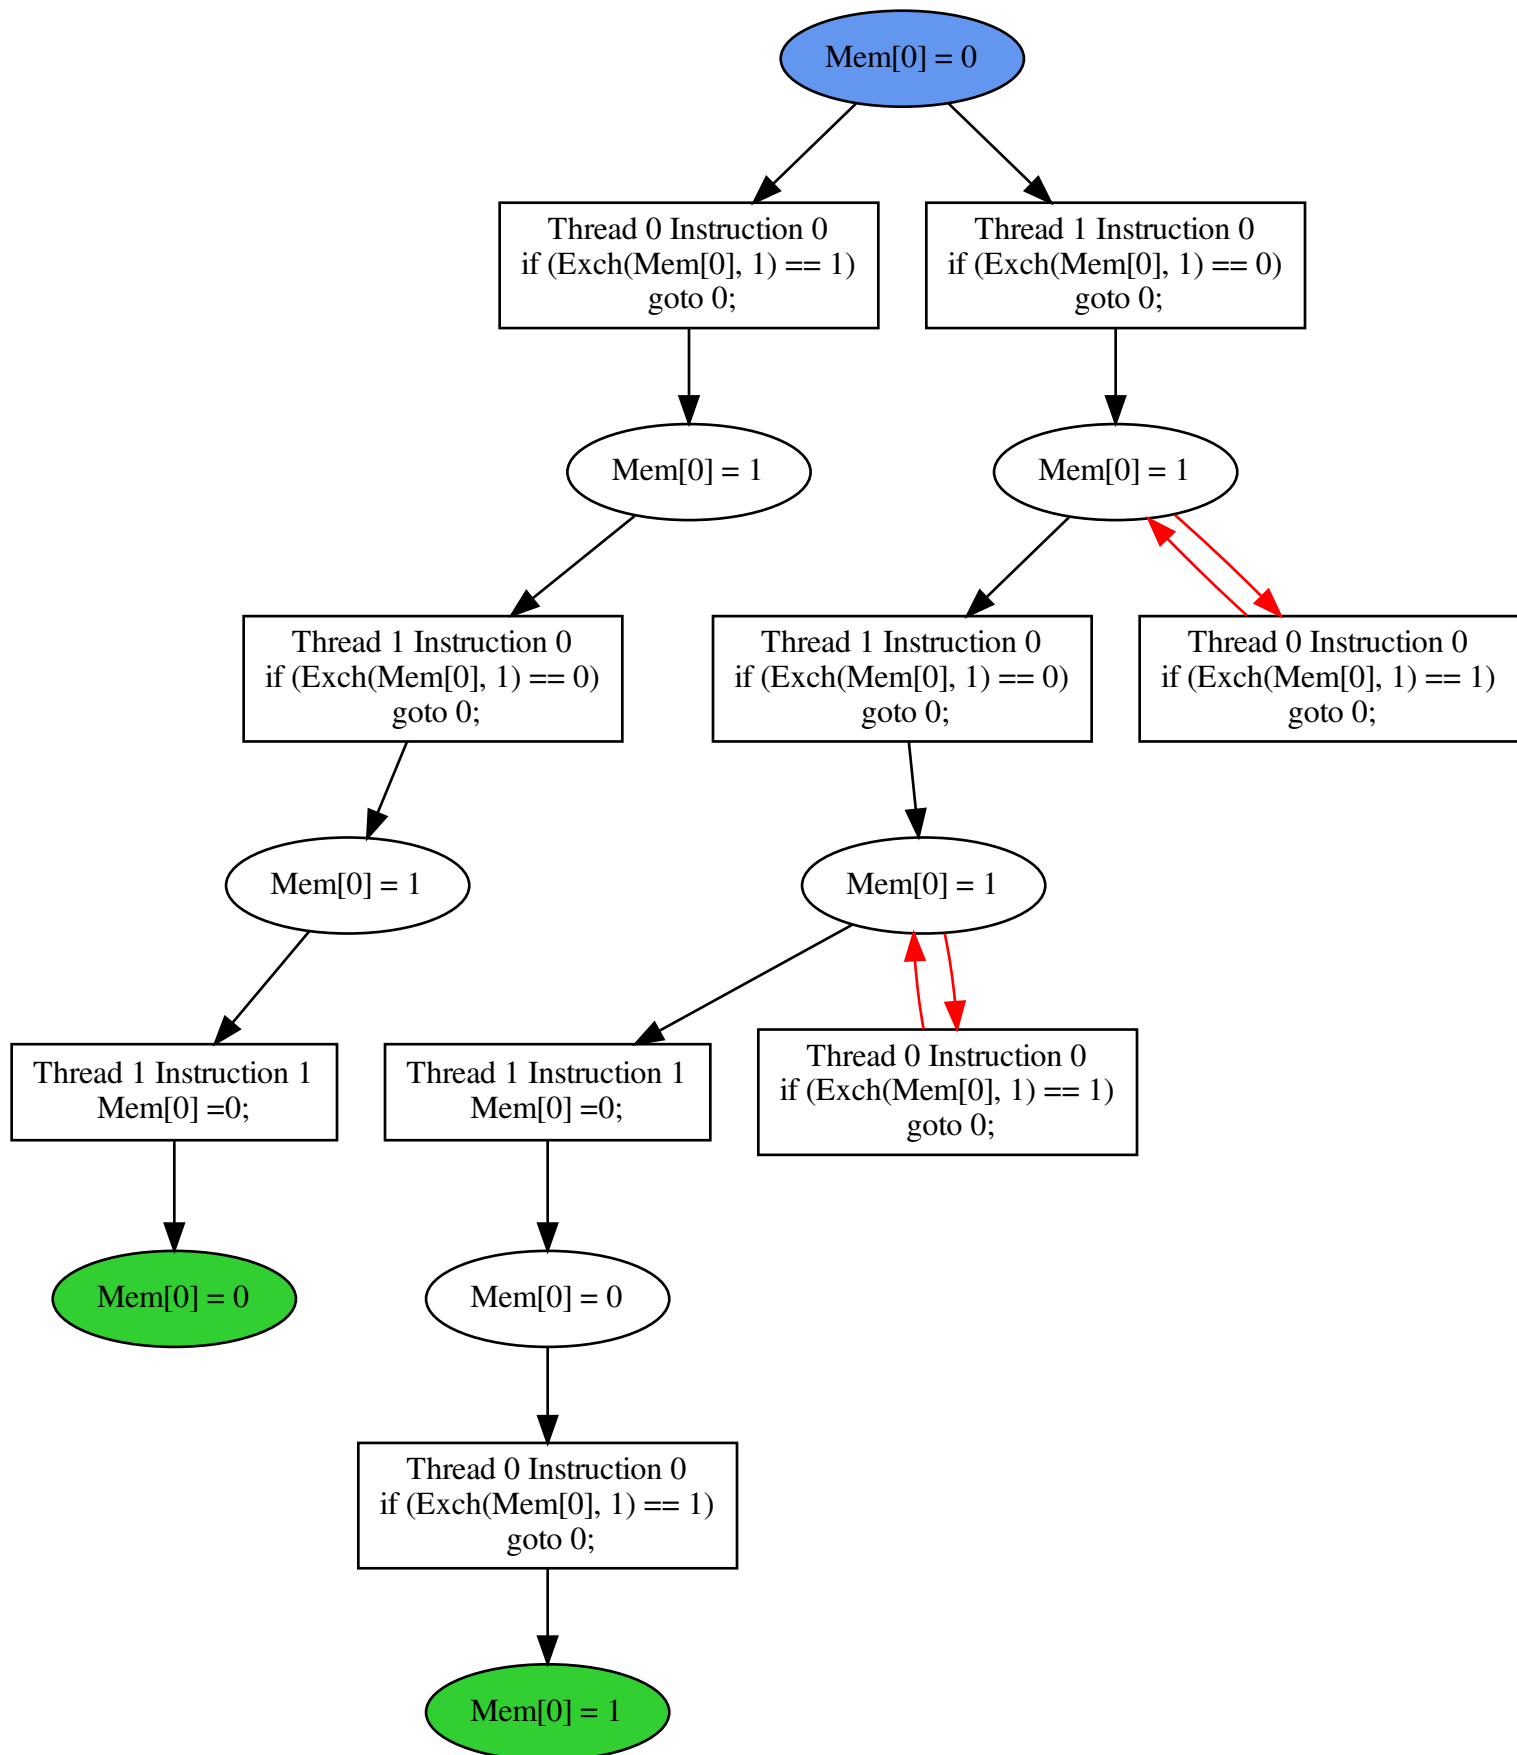 Mem[0] = 0
Thread 0 Instruction 0
if (Exch(Mem[0], 1) == 1)
goto 0;
Thread 1 Instruction 0
if (Exch(Mem[0], 1) == 0)
goto 0;
Mem[0] = 1
Mem[0] = 1
Thread 1 Instruction 0
if (Exch(Mem[0], 1) == 0)
goto 0;
Thread 1 Instruction 0
if (Exch(Mem[0], 1) == 0)
goto 0;
Thread 0 Instruction 0
if (Exch(Mem[0], 1) == 1)
goto 0;
Mem[0] = 1
Mem[0] = 1
Thread 1 Instruction 1
Mem[0] =0;
Thread 1 Instruction 1
Mem[0] =0;
Thread 0 Instruction 0
if (Exch(Mem[0], 1) == 1)
goto 0;
Mem[0] = 0
Mem[0] = 0
Thread 0 Instruction 0
if (Exch(Mem[0], 1) == 1)
goto 0;
Mem[0] = 1